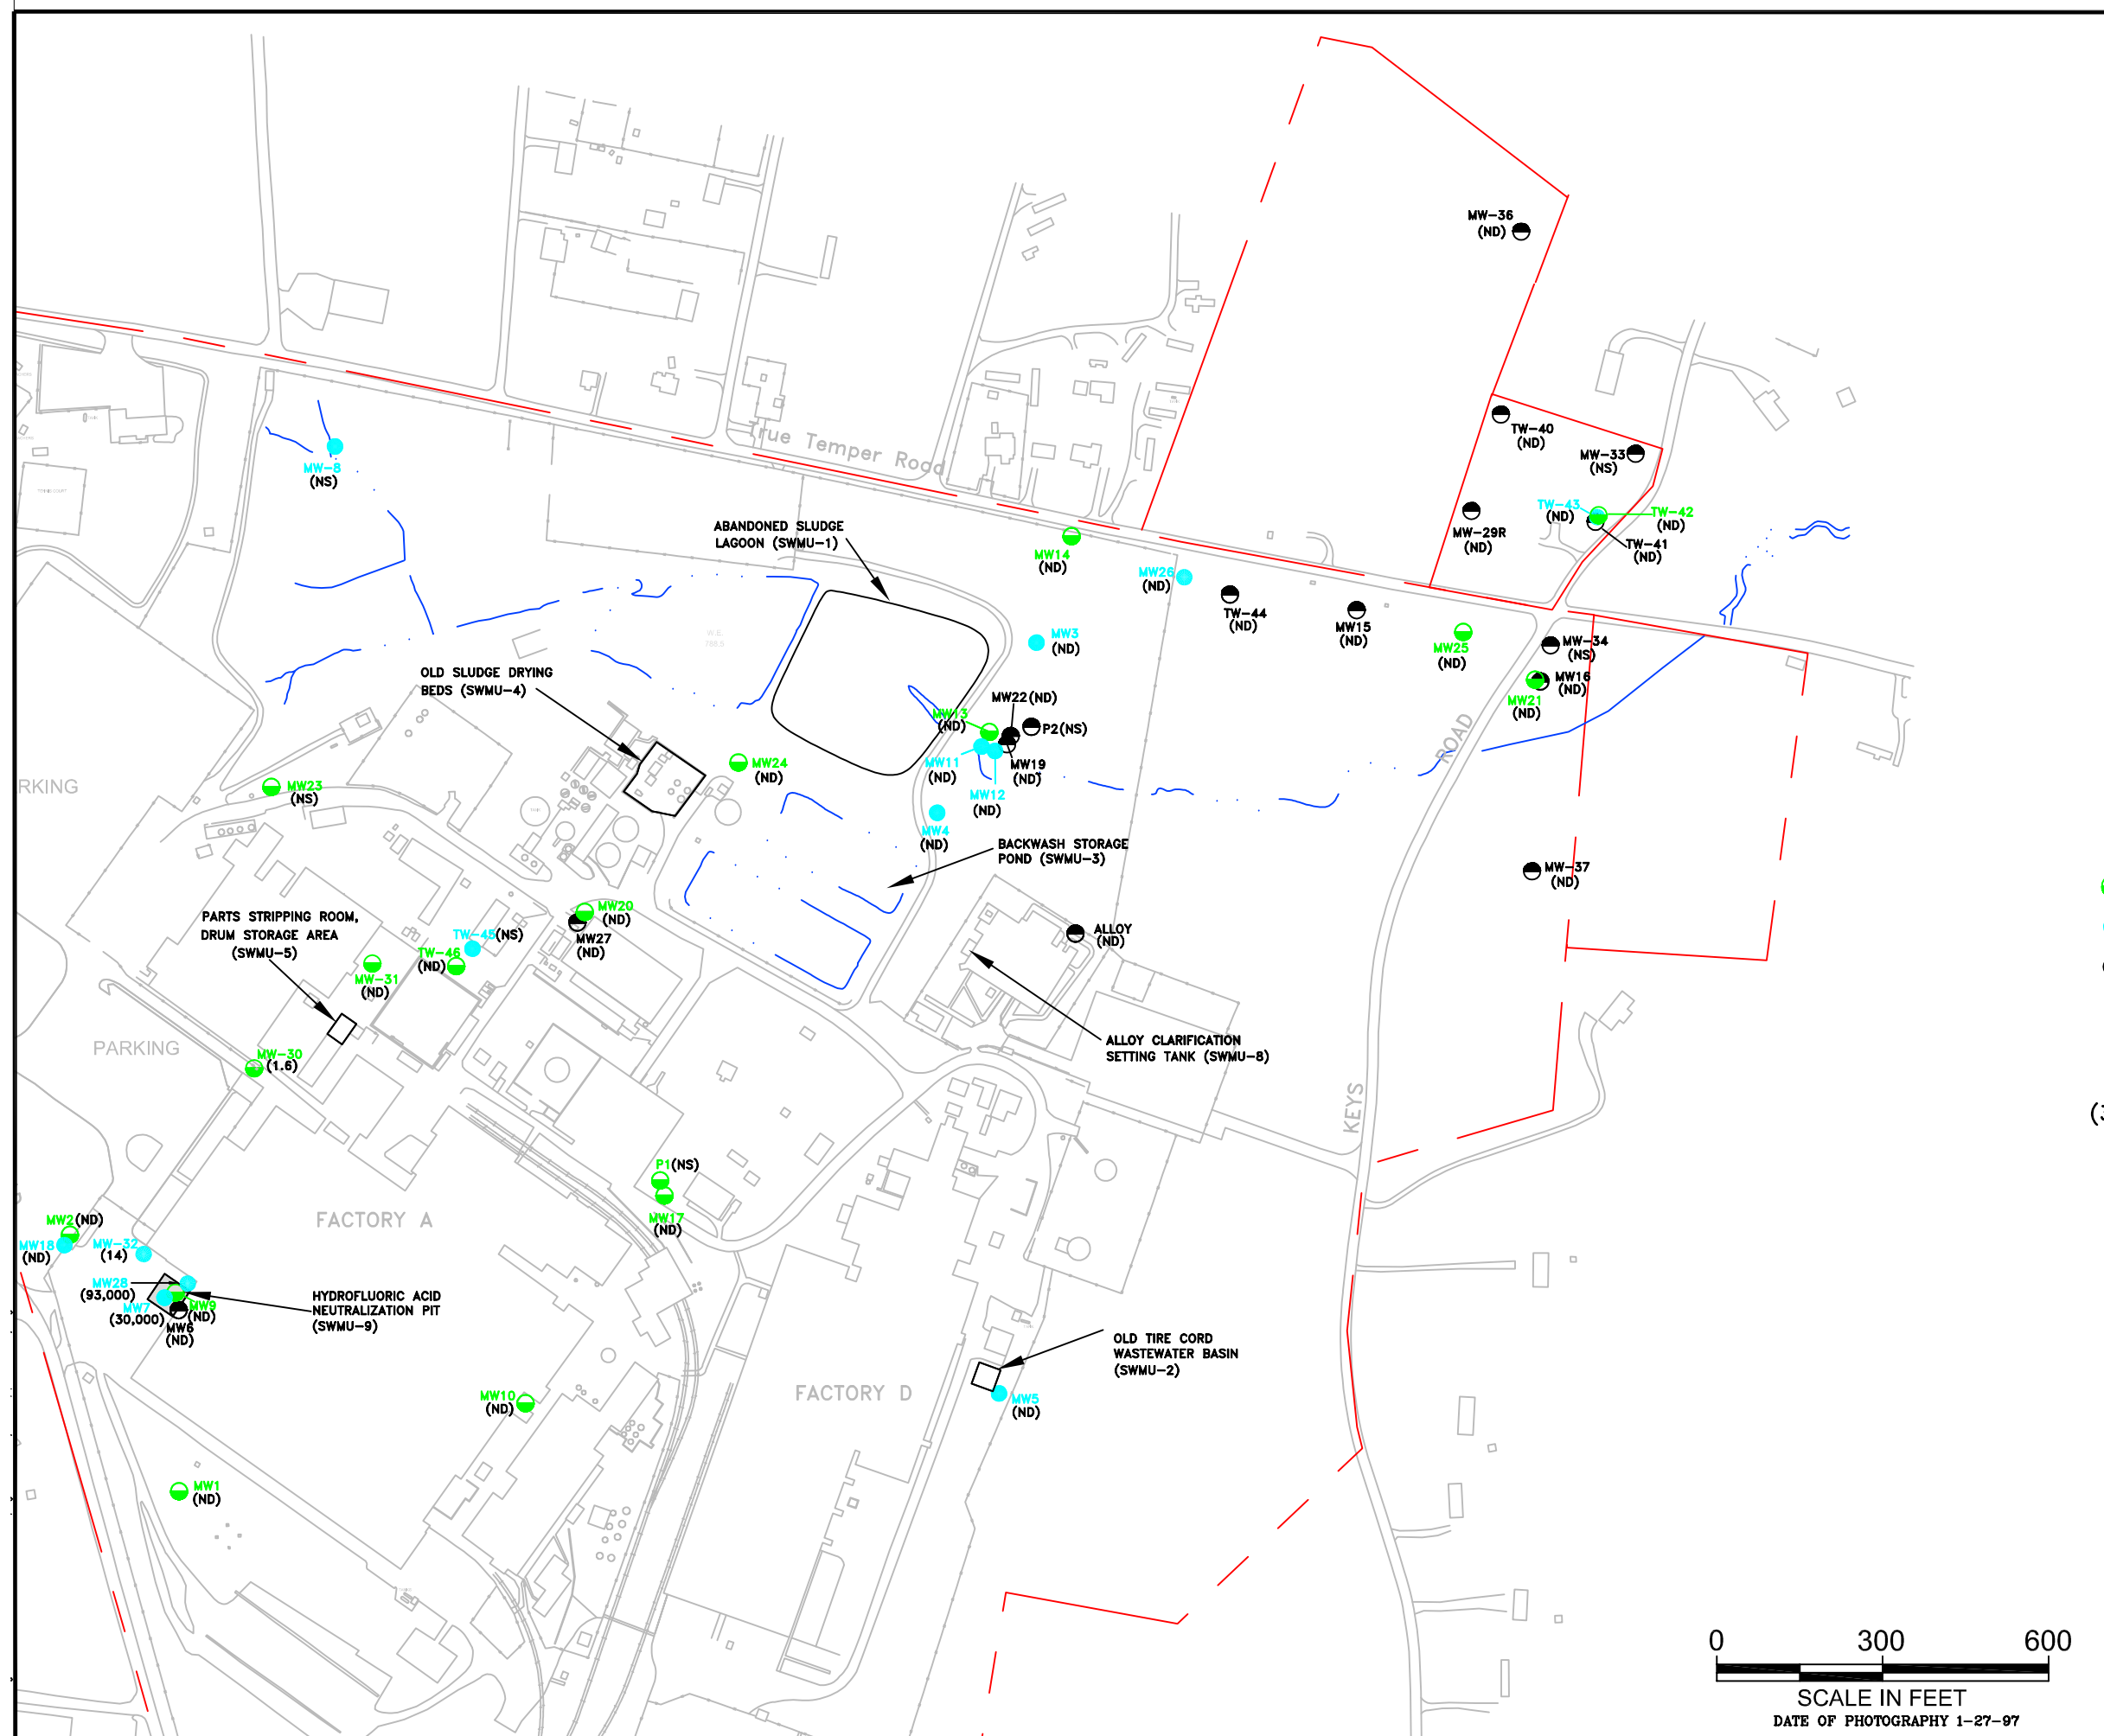 MW-36
(ND)
TW-40
(ND)
MW-33
(NS)
True Temper Road
MW-8
(NS)
ABANDONED SLUDGE
LAGOON (SWMU-1)
MW14
(ND)
MW26
(ND)
TW-44
(ND)
MW15
(ND)
MW-29R
(ND)
TW-43
(ND)
TW-42
(ND)
TW-41
(ND)
MW25
(ND)
MW-34
(NS)
MW16
(ND)
MW21
(ND)
MW3
(ND)
W.E.
788.5
OLD SLUDGE DRYING
BEDS (SWMU-4)
MW22(ND)
MW13
(ND)
P2(NS)
MW11
(ND)
MW19
(ND)
MW12
(ND)
MW24
(ND)
ROAD
RKING
MW23
(NS)
MW4
(ND)
BACKWASH STORAGE
POND (SWMU-3)
MW-37
(ND)
PARTS STRIPPING ROOM,
DRUM STORAGE AREA
(SWMU-5)
MW20
(ND)
MW27
(ND)
TW-45(NS)
TW-46
(ND)
MW-31
(ND)
ALLOY
(ND)
PARKING
MW-30
(1.6)
ALLOY CLARIFICATION
SETTING TANK (SWMU-8)
KEYS
(3
P1(NS)
MW17
(ND)
FACTORY A
MW2(ND)
MW18
(ND)
MW-32
(14)
MW28
(93,000)
MW7
(30,000)
MW9
(ND)
MW6
(ND)
HYDROFLUORIC ACID
NEUTRALIZATION PIT
(SWMU-9)
OLD TIRE CORD
WASTEWATER BASIN
(SWMU-2)
FACTORY D
MW5
(ND)
MW10
(ND)
MW1
(ND)
0 300 600
SCALE IN FEET
DATE OF PHOTOGRAPHY 1-27-97